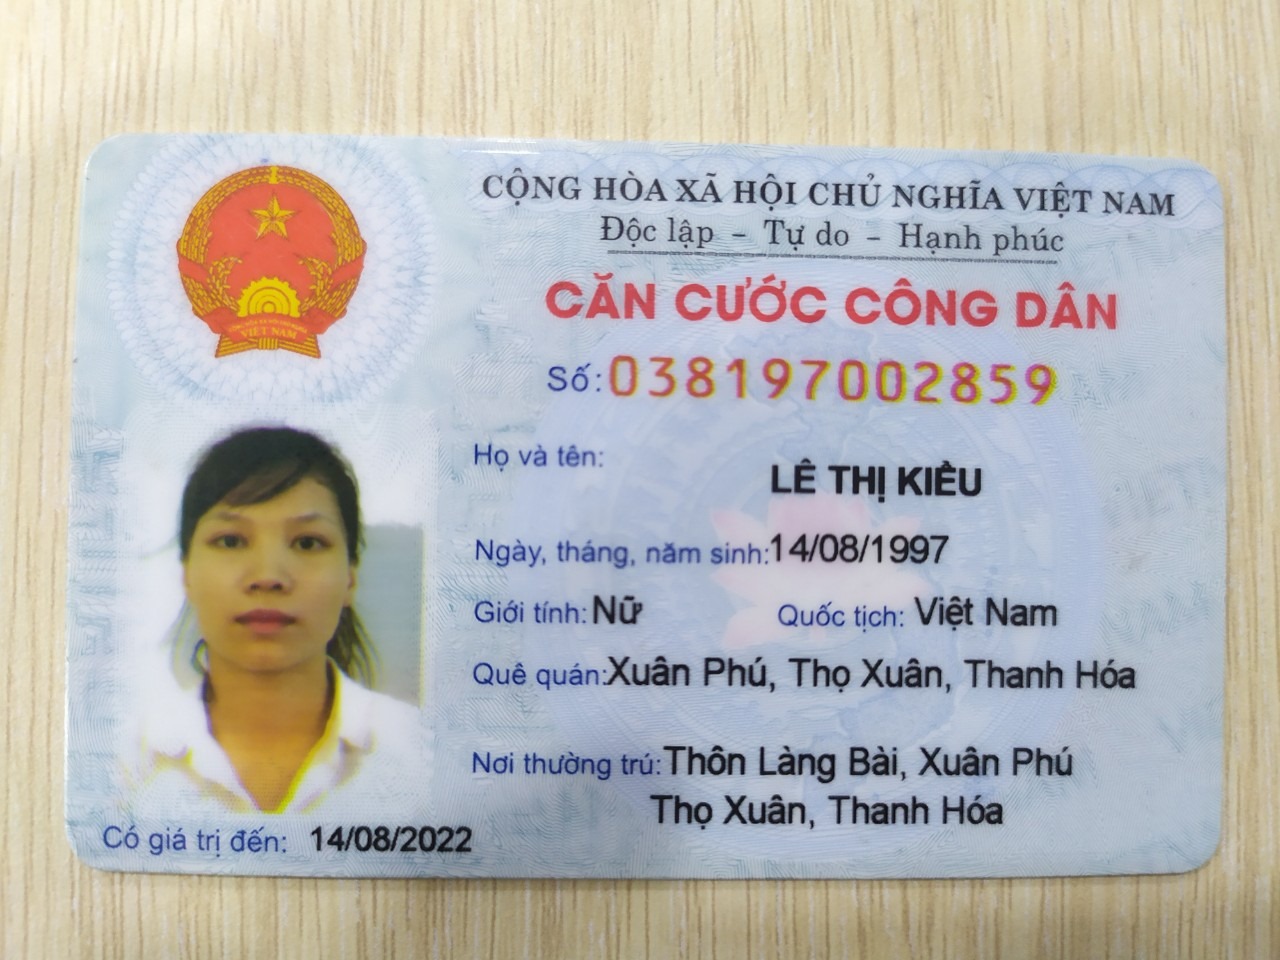 CỘNG HÒA XÃ HỘI CHỦ NGHĨA VIỆT NAM
Độc lập - Tự do - Hạnh phúc
CĂN CƯỚC CÔNG DÂN
Số: 038197002859
Họ và tên: LÊ THỊ KIỀU
Ngày, tháng, năm sinh: 14/08/1997
Giới tính: Nữ Quốc tịch: Việt Nam
Quê quán: Xuân Phú, Thọ Xuân, Thanh Hóa
Nơi thường trú: Thôn Làng Bài, Xuân Phú
Thọ Xuân, Thanh Hóa
Có giá trị đến: 14/08/2022
VIỆT NAM